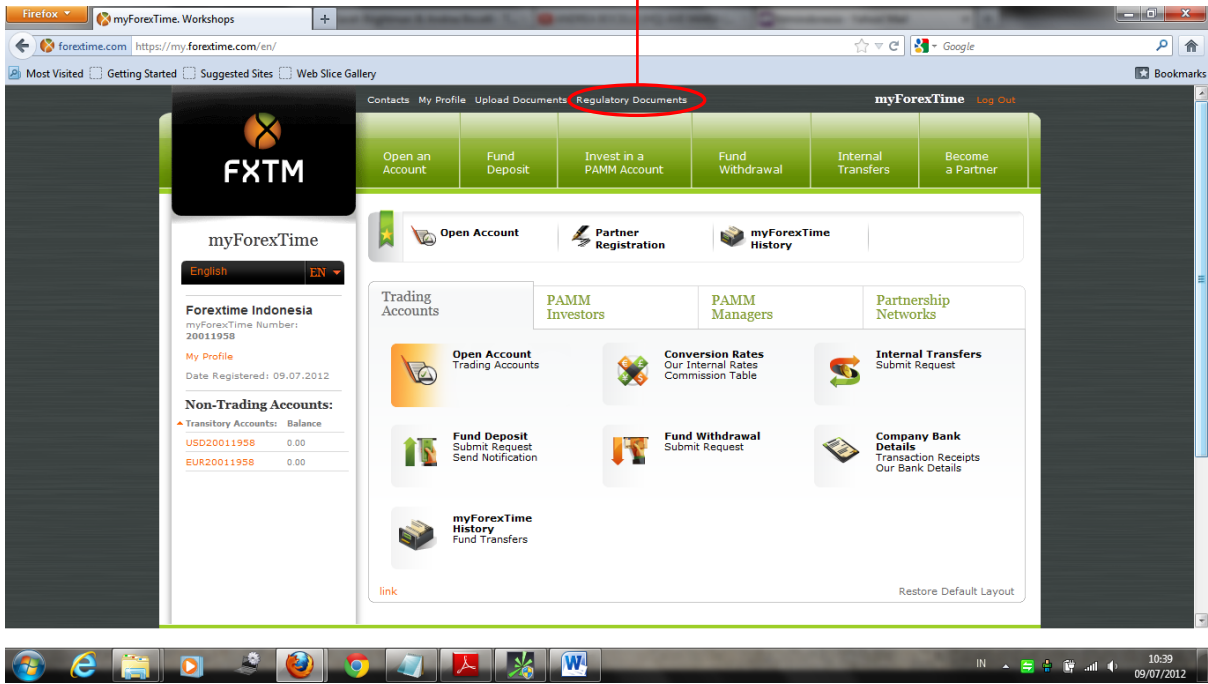 Firefox
myForexTime. Workshops
forextime.com https://my.forextime.com/en/
Google
Most Visited Getting Started Suggested Sites Web Slice Gallery
Bookmarks
Contacts My Profile Upload Documents Regulatory Documents
myForexTime Log Out
FXTM
Open an
Account
Fund
Deposit
Invest in a
PAMM Account
Fund
Withdrawal
Internal
Transfers
Become
a Partner
myForexTime
English EN
Forextime Indonesia
myForexTime Number:
20011958
My Profile
Date Registered: 09.07.2012
Non-Trading Accounts:
Transitory Accounts: Balance
USD20011958 0.00
EUR20011958 0.00
Open Account
Partner
Registration
myForexTime
History
Trading
Accounts
PAMM
Investors
PAMM
Managers
Partnership
Networks
Open Account
Trading Accounts
Conversion Rates
Our Internal Rates
Commission Table
Internal Transfers
Submit Request
Fund Deposit
Submit Request
Send Notification
Fund Withdrawal
Submit Request
Company Bank
Details
Transaction Receipts
Our Bank Details
myForexTime
History
Fund Transfers
link
Restore Default Layout
IN
10:39
09/07/2012